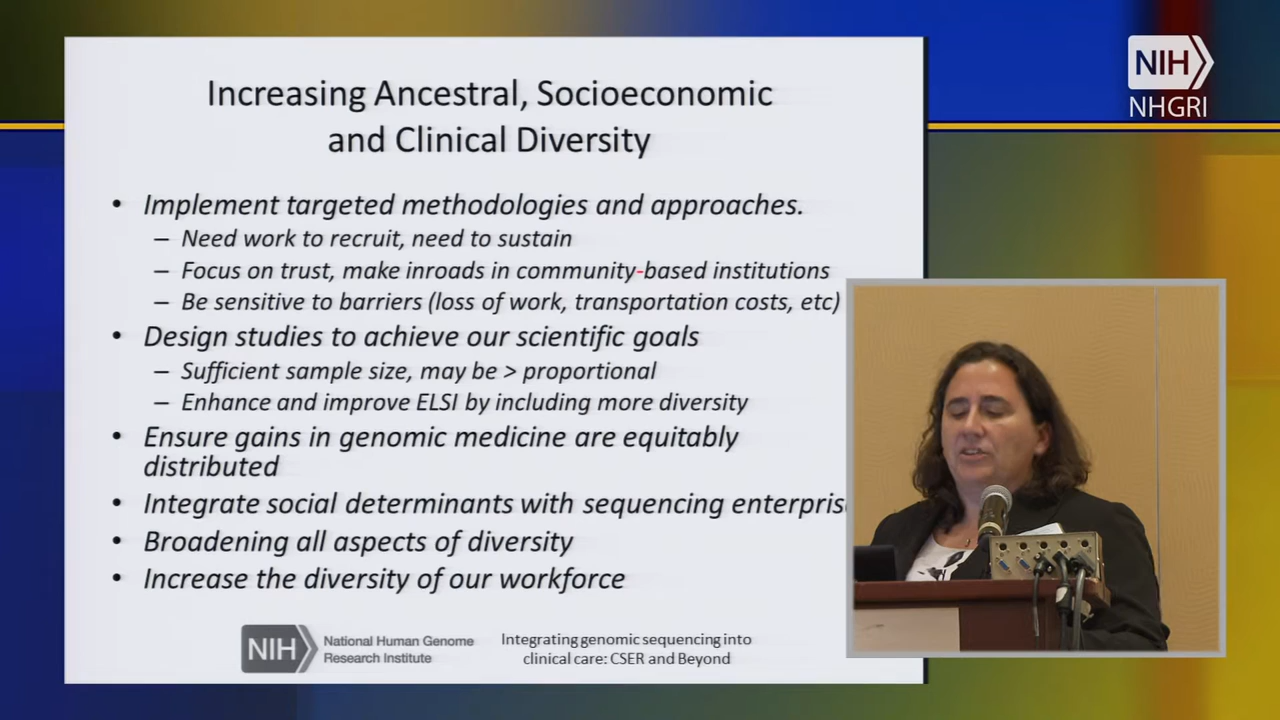 Increasing Ancestral, Socioeconomic
and Clinical Diversity
• Implement targeted methodologies and approaches.
– Need work to recruit, need to sustain
– Focus on trust, make inroads in community-based institutions
– Be sensitive to barriers (loss of work, transportation costs, etc)
• Design studies to achieve our scientific goals
– Sufficient sample size, may be > proportional
– Enhance and improve ELSI by including more diversity
• Ensure gains in genomic medicine are equitably
distributed
• Integrate social determinants with sequencing
• Broadening all aspects of diversity
• Increase the diversity of our workforce
NIH
National Human Genome
Research Institute
Integrating genomic sequencing into
clinical care: CSER and Beyond
NIH
NHGRI